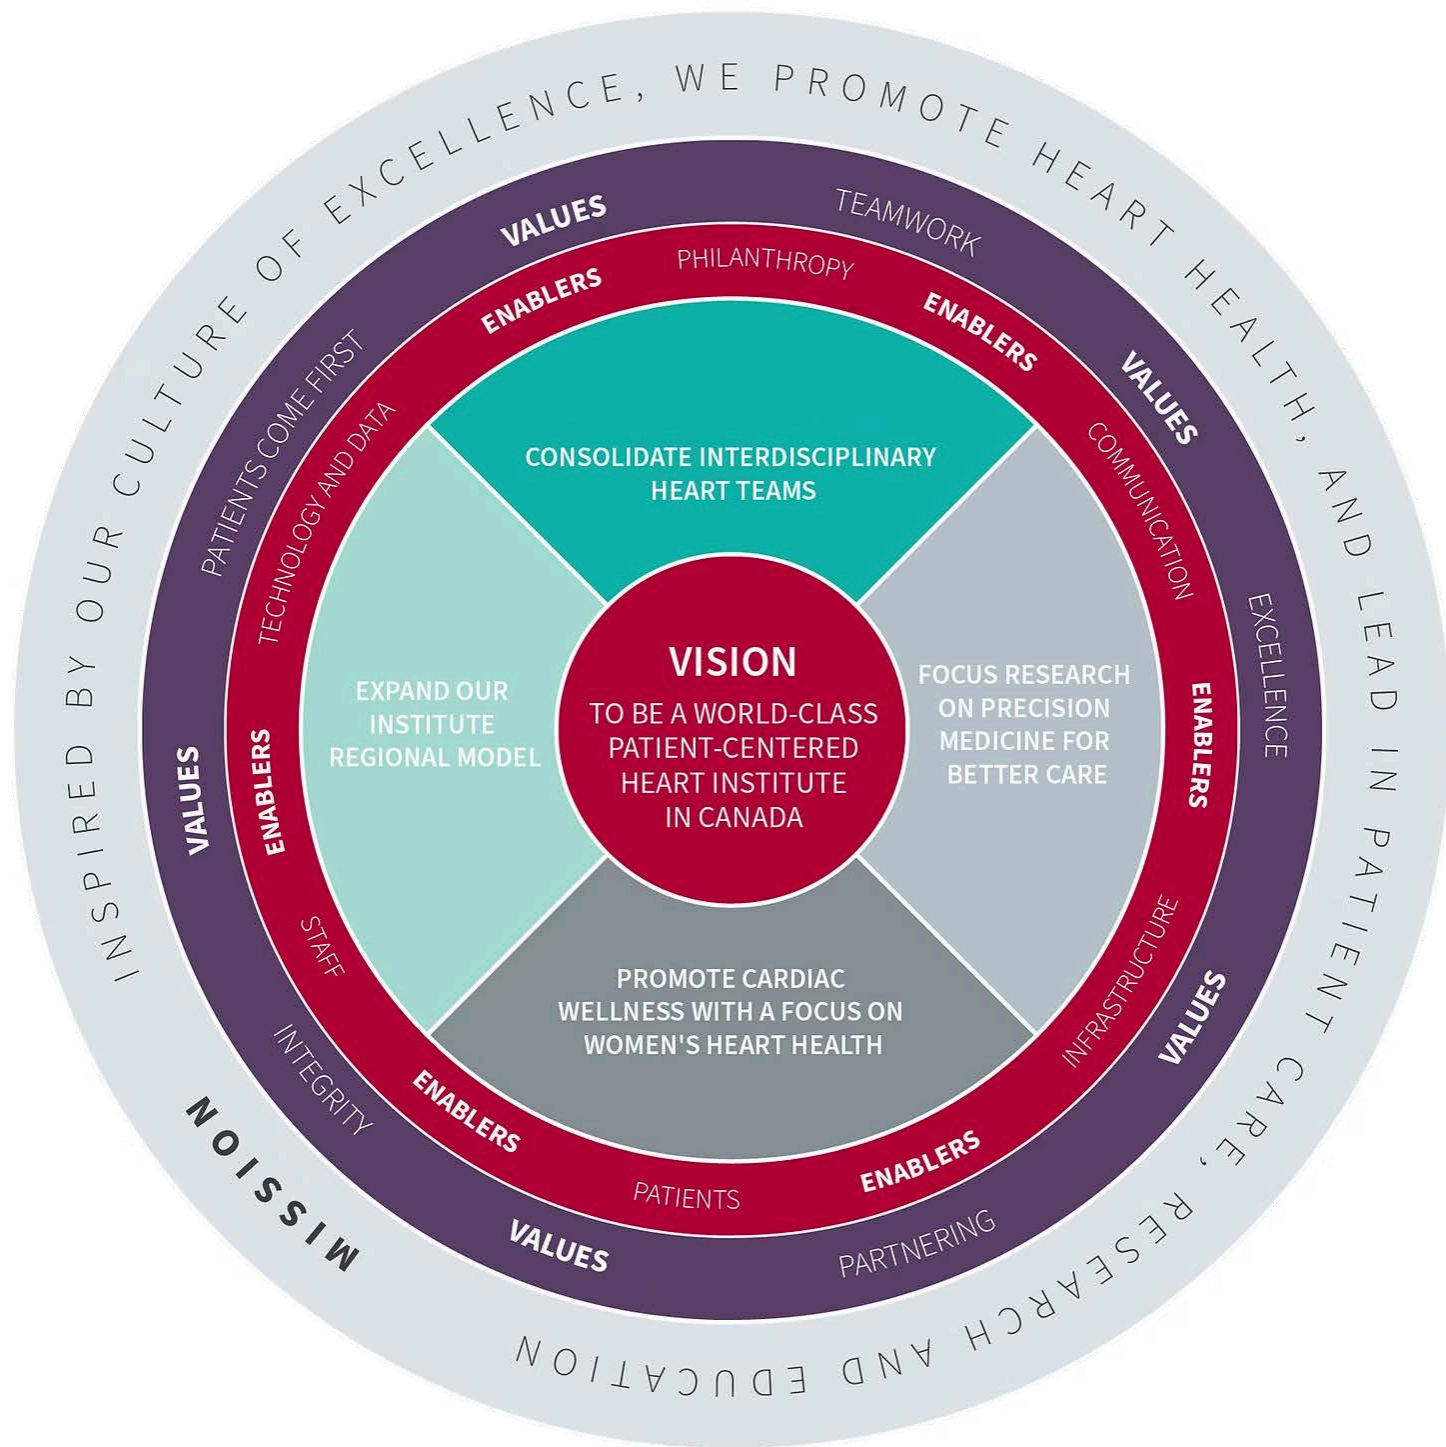 MISSION
INSPIRED BY OUR CULTURE OF EXCELLENCE, WE PROMOTE HEART HEALTH, AND LEAD IN PATIENT CARE, RESEARCH AND EDUCATION
VALUES
TEAMWORK
VALUES
EXCELLENCE
VALUES
PARTNERING
VALUES
INTEGRITY
VALUES
PATIENTS COME FIRST
ENABLERS
PHILANTHROPY
ENABLERS
COMMUNICATION
ENABLERS
INFRASTRUCTURE
ENABLERS
PATIENTS
ENABLERS
STAFF
ENABLERS
TECHNOLOGY AND DATA
CONSOLIDATE INTERDISCIPLINARY
HEART TEAMS
FOCUS RESEARCH
ON PRECISION
MEDICINE FOR
BETTER CARE
PROMOTE CARDIAC
WELLNESS WITH A FOCUS ON
WOMEN'S HEART HEALTH
EXPAND OUR
INSTITUTE
REGIONAL MODEL
VISION
TO BE A WORLD-CLASS
PATIENT-CENTERED
HEART INSTITUTE
IN CANADA